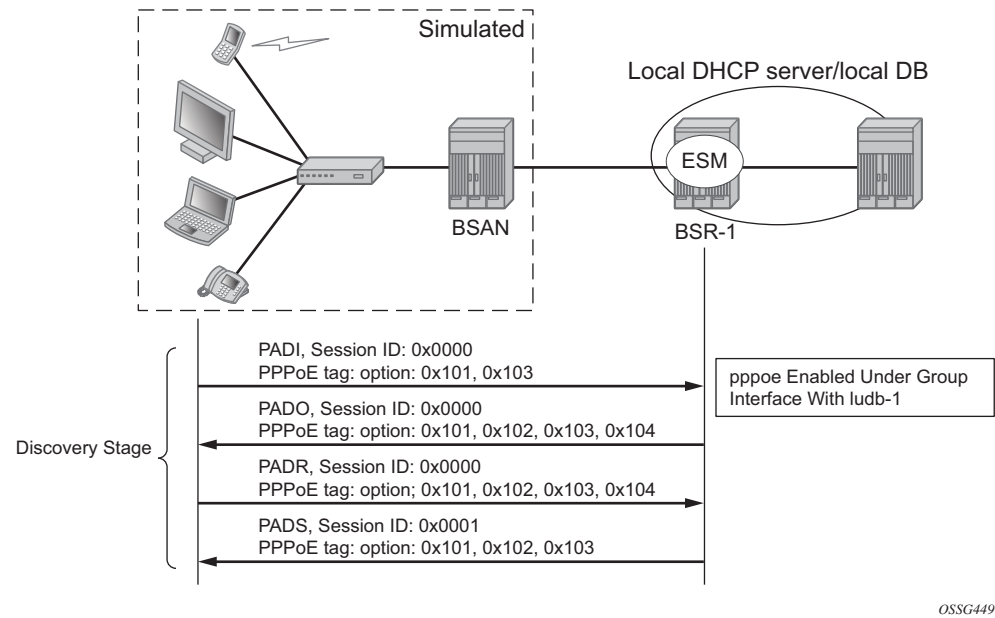 Simulated
Local DHCP server/local DB
ESM
BSAN
BSR-1
PADI, Session ID: 0x0000
PPPoE tag: option: 0x101, 0x103
pppoe Enabled Under Group
Interface With ludb-1
PADO, Session ID: 0x0000
PPPoE tag: option: 0x101, 0x102, 0x103, 0x104
Discovery Stage
PADR, Session ID: 0x0000
PPPoE tag: option; 0x101, 0x102, 0x103, 0x104
PADS, Session ID: 0x0001
PPPoE tag: option: 0x101, 0x102, 0x103
OSSG449